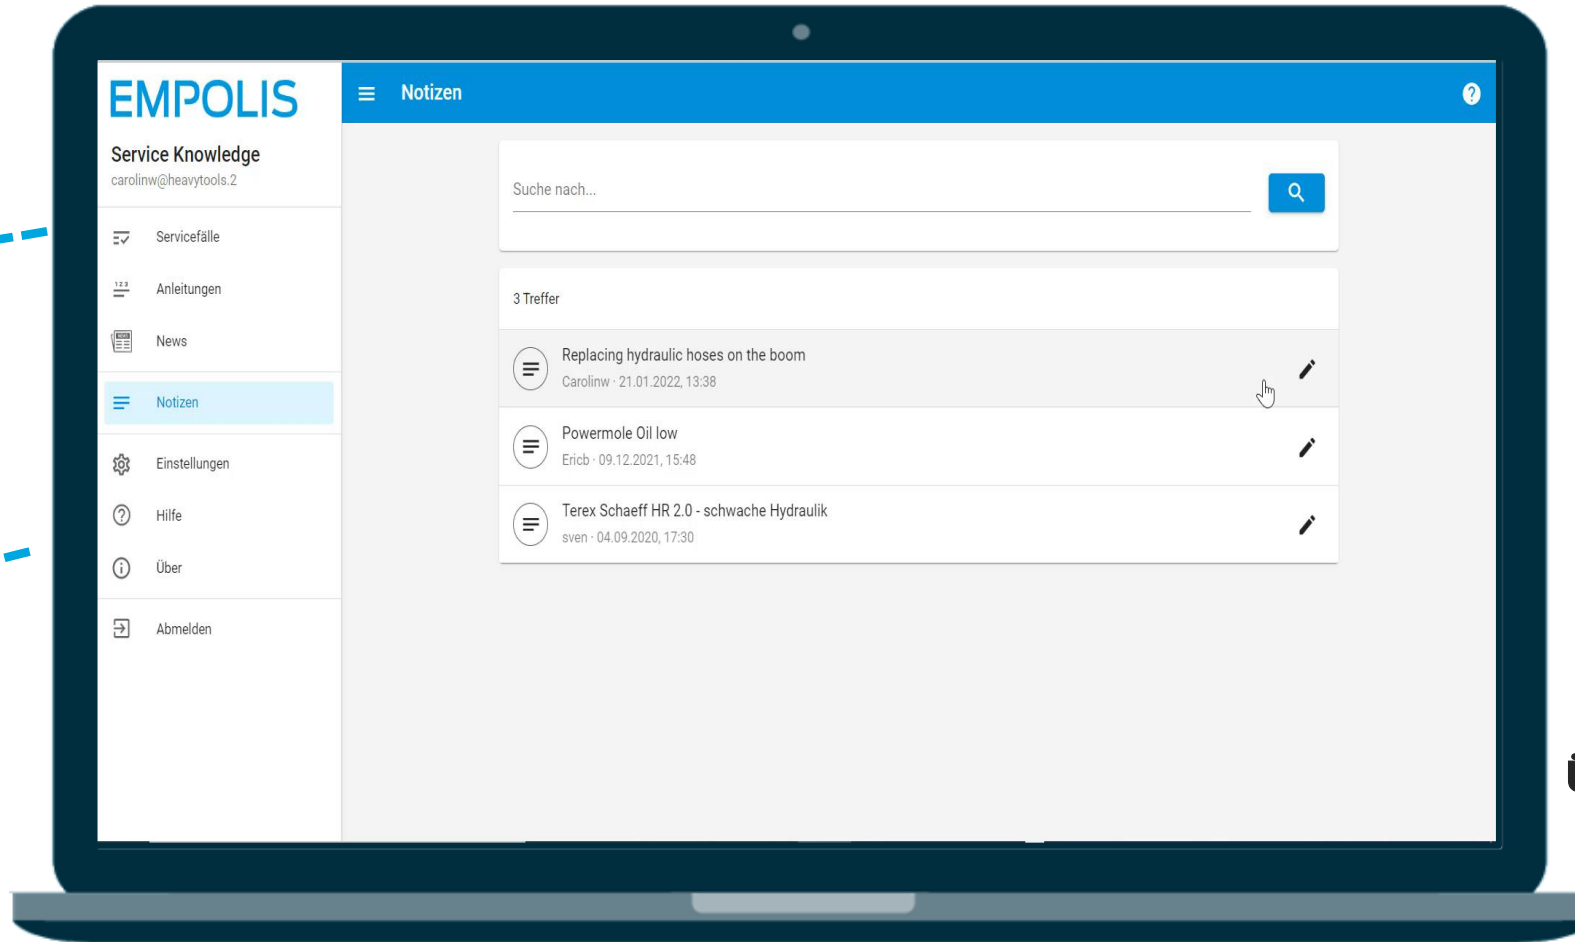 EMPOLIS
Service Knowledge
carolinw@heavytools.2
Servicefälle
Anleitungen
News
Notizen
Einstellungen
Hilfe
Über
Abmelden
Notizen
Suche nach...
3 Treffer
Replacing hydraulic hoses on the boom
Carolinw · 21.01.2022, 13:38
Powermole Oil low
Ericb · 09.12.2021, 15:48
Terex Schaeff HR 2.0 - schwache Hydraulik
sven · 04.09.2020, 17:30